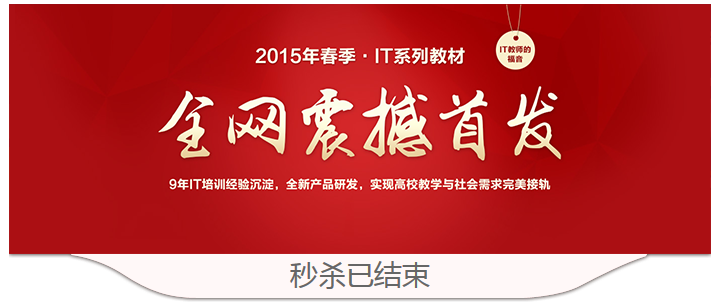 IT教师的
福音
2015年春季·IT系列教材
全网震撼首发
9年IT培训经验沉淀，全新产品研发，实现高校教学与社会需求完美接轨
秒杀已结束